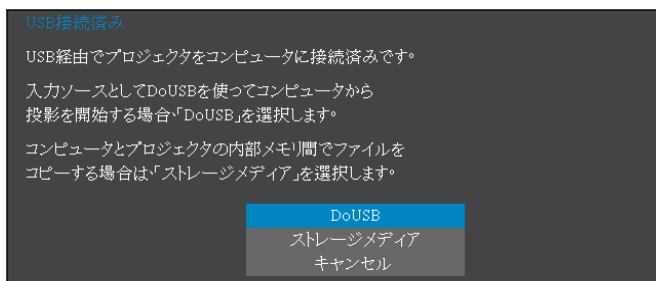 USB接続済み
USB経由でプロジェクタをコンピュータに接続済みです。
入力ソースとしてDoUSBを使ってコンピュータから
投影を開始する場合、「DoUSB」を選択します。
コンピュータとプロジェクタの内部メモリ間でファイルを
コピーする場合は、「ストレージメディア」を選択します。
DoUSB
ストレージメディア
キャンセル